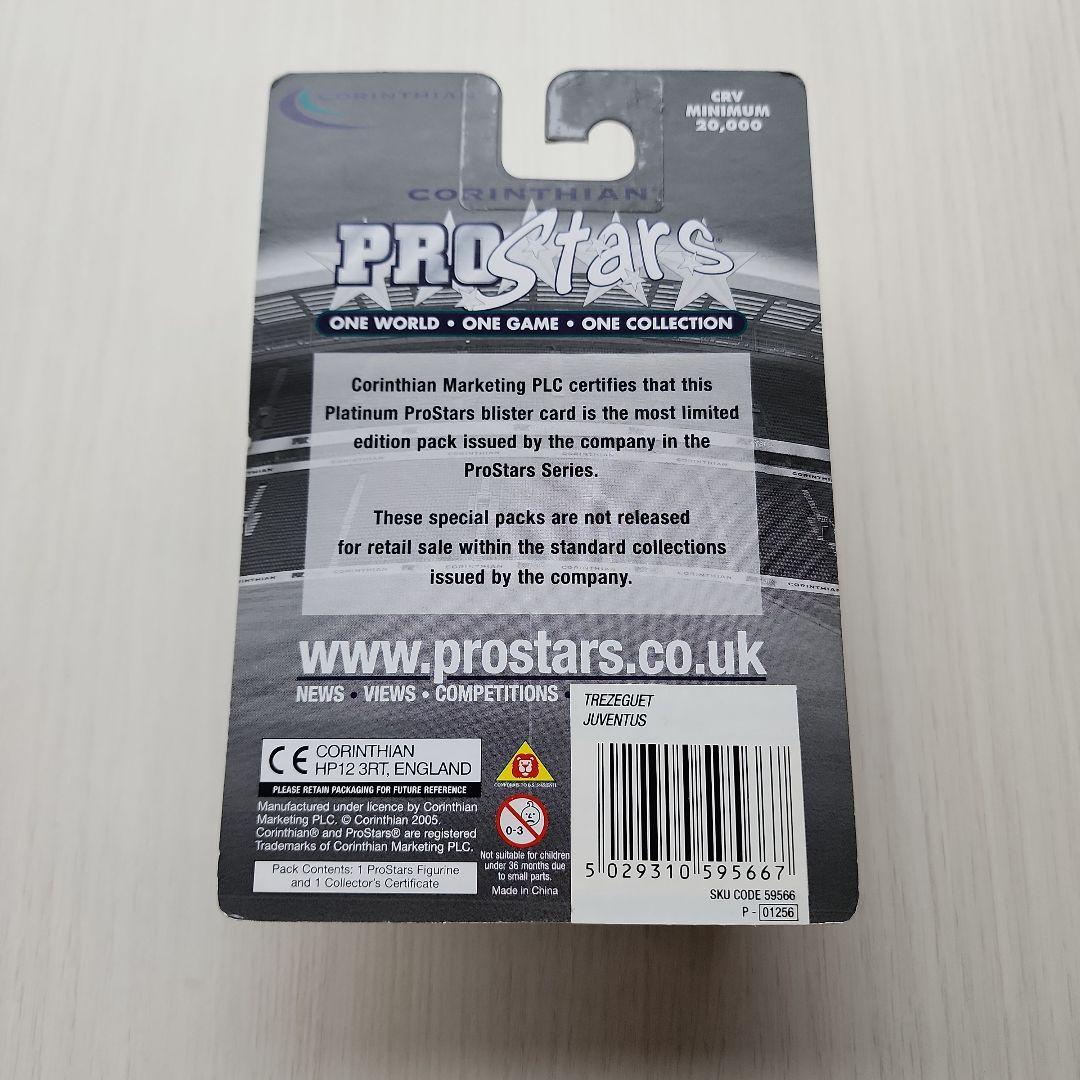 CORINTHIAN
CRV
MINIMUM
20,000
CORINTHIAN
PROStars®
ONE WORLD • ONE GAME • ONE COLLECTION
Corinthian Marketing PLC certifies that this
Platinum ProStars blister card is the most limited
edition pack issued by the company in the
ProStars Series.
These special packs are not released
for retail sale within the standard collections
issued by the company.
CORINTHIAN
CORINTHIAN
CORINTHIAN
CORINTHIAN
www.prostars.co.uk
NEWS • VIEWS • COMPETITIONS •
TREZEGUET
JUVENTUS
CE CORINTHIAN
HP12 3RT, ENGLAND
PLEASE RETAIN PACKAGING FOR FUTURE REFERENCE
Manufactured under licence by Corinthian
Marketing PLC. © Corinthian 2005.
Corinthian® and ProStars® are registered
Trademarks of Corinthian Marketing PLC.
Pack Contents: 1 ProStars Figurine
and 1 Collector's Certificate
0-3
Not suitable for children
under 36 months due
to small parts.
Made in China
5 029310 595667
SKU CODE 59566
P - 01256